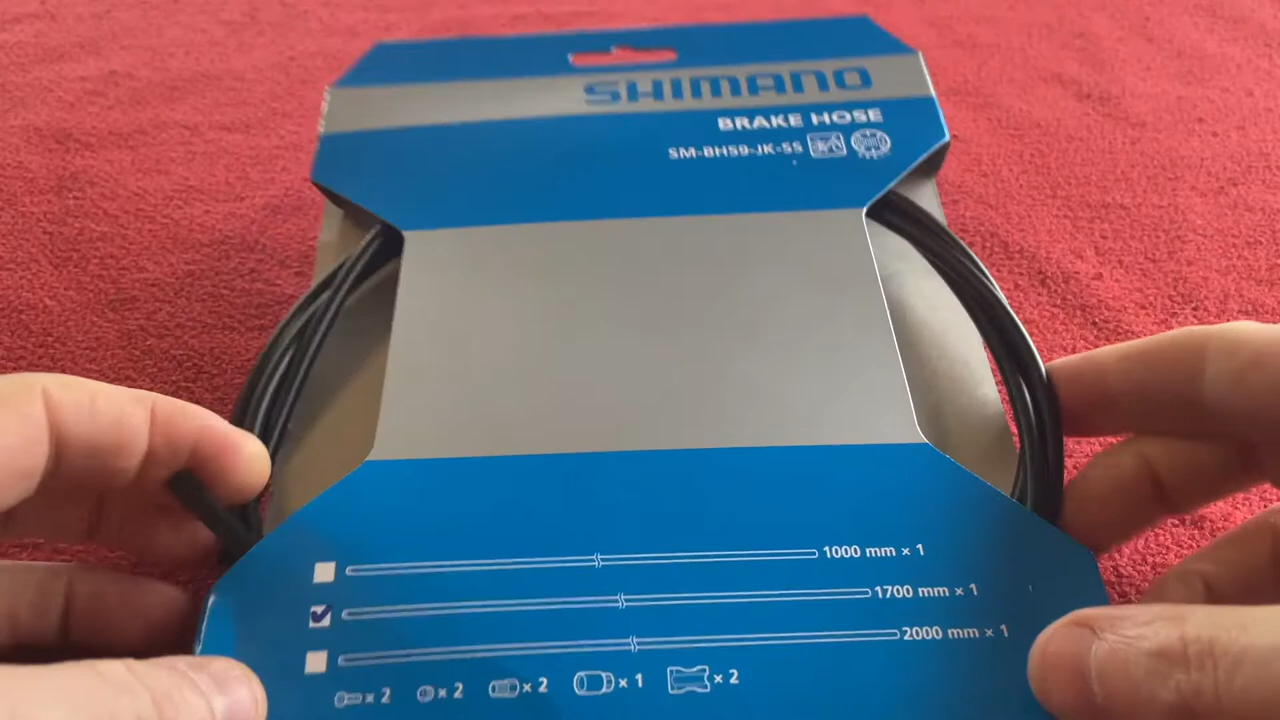 SHIMANO
BRAKE HOSE
SM-BH59-JK-SS
1000 mm × 1
1700 mm × 1
2000 mm × 1
× 2 × 2 × 2 × 1 × 2